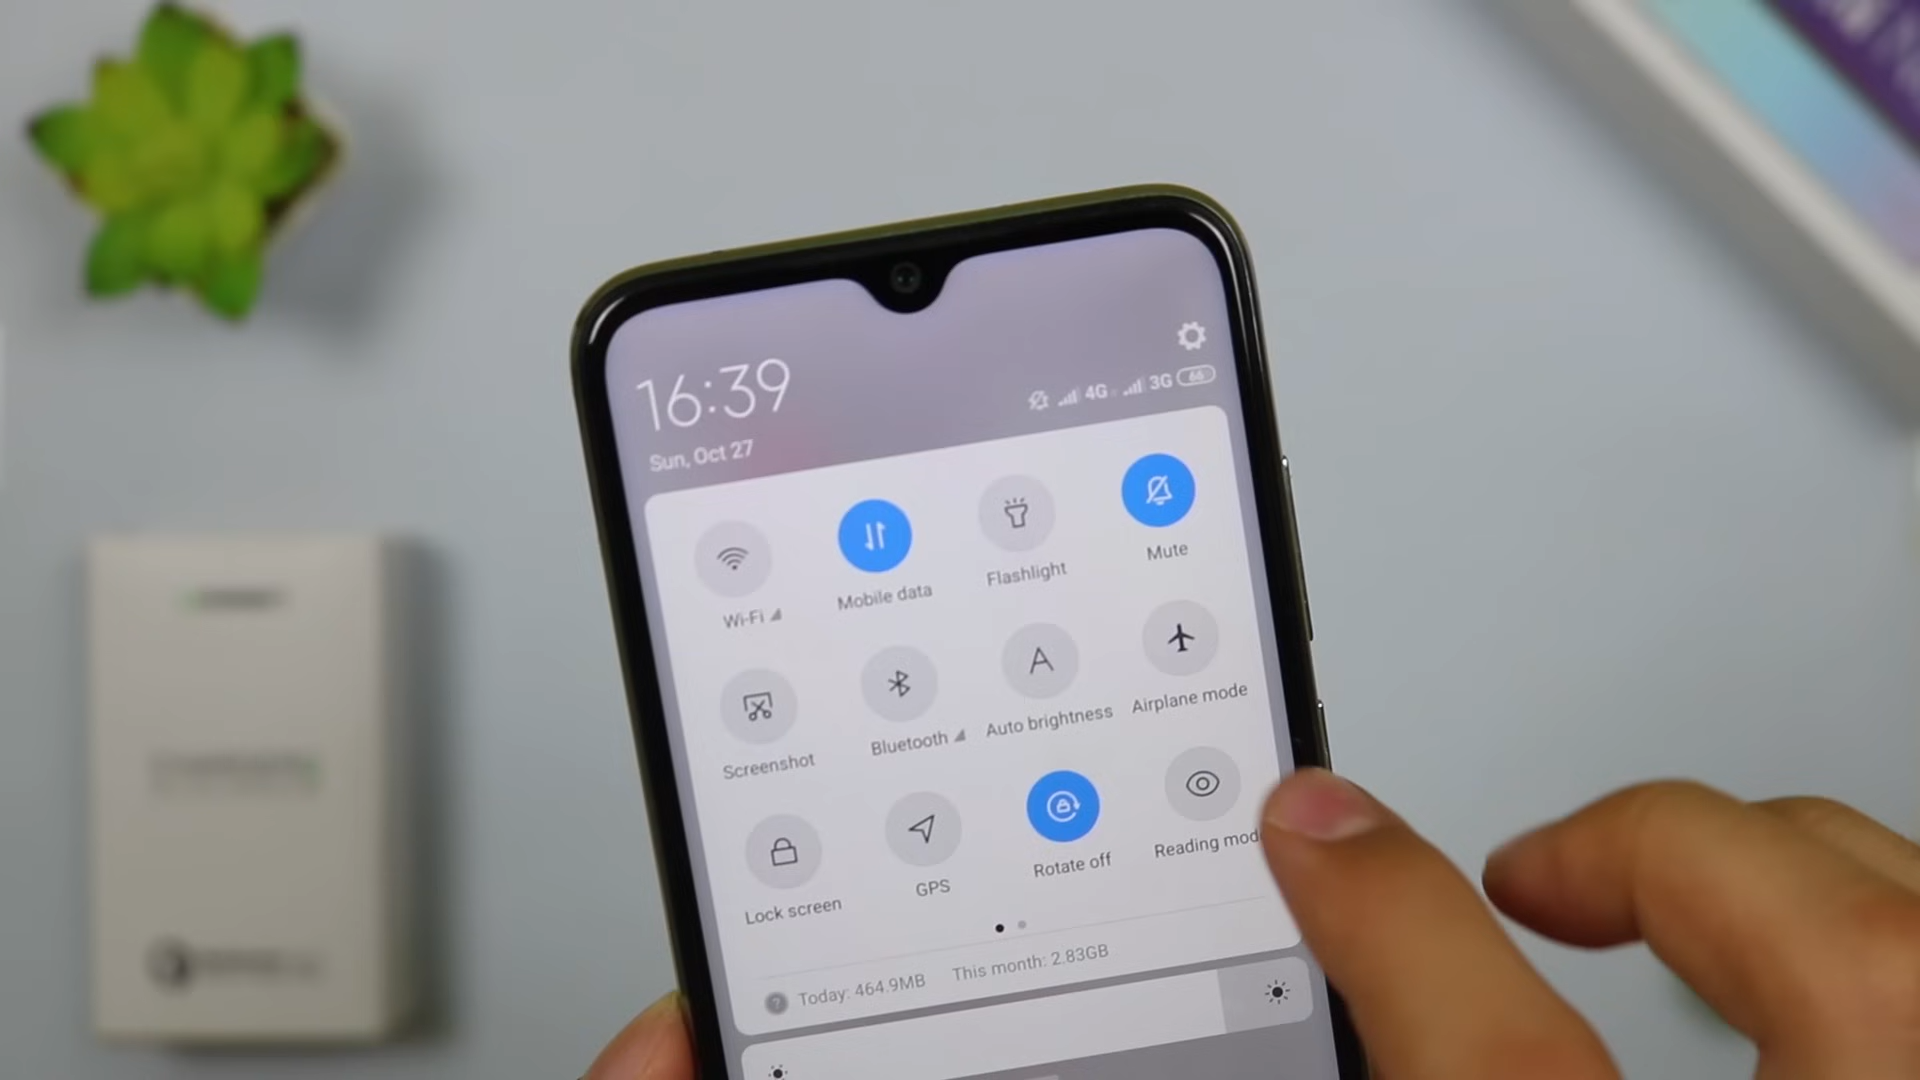 16:39
4G 3G 66
Sun, Oct 27
Wi-Fi
Mobile data
Flashlight
Mute
Screenshot
Bluetooth
Auto brightness
Airplane mode
Lock screen
GPS
Rotate off
Reading mod
? Today: 464.9MB This month: 2.83GB